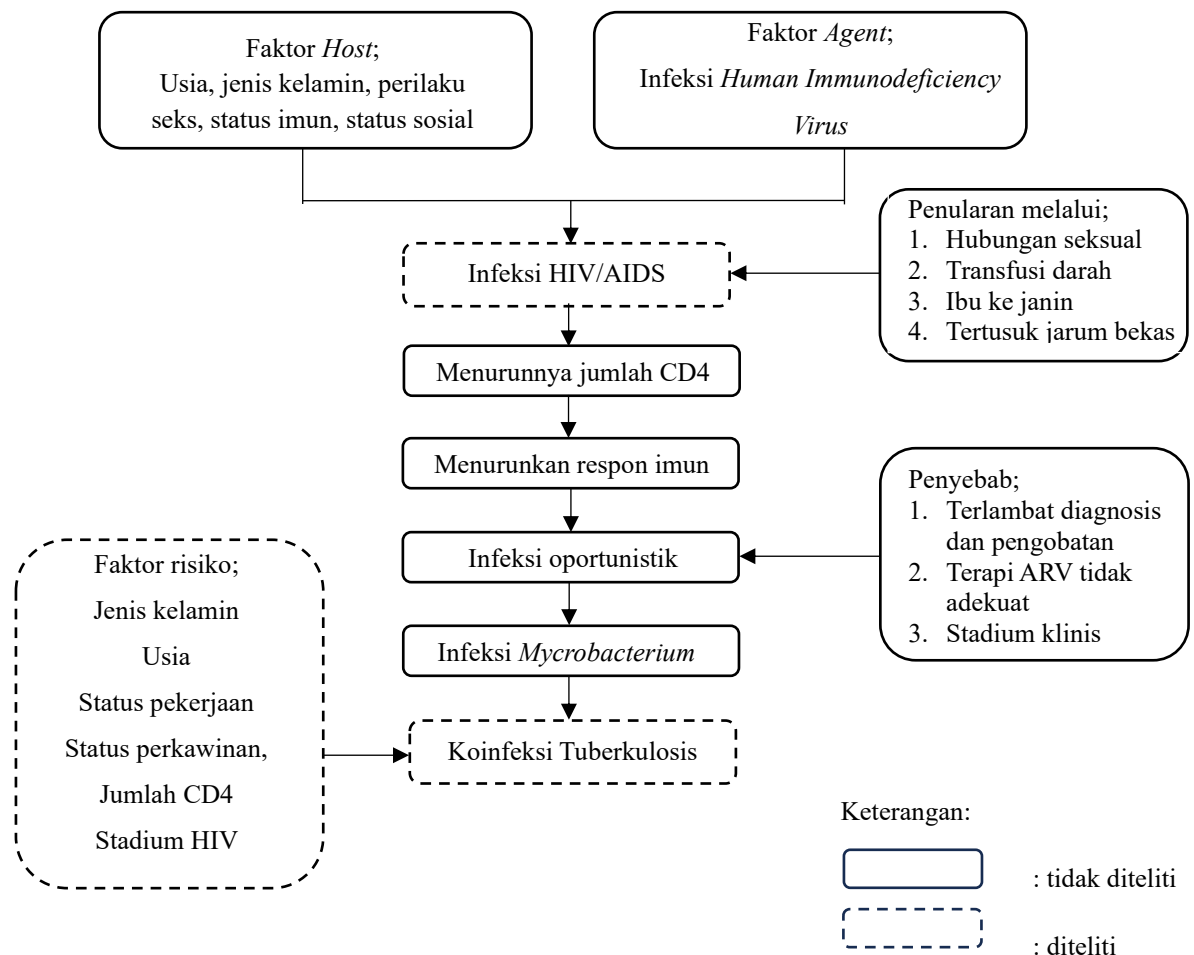 Faktor Host;
Usia, jenis kelamin, perilaku
seks, status imun, status sosial
Faktor Agent;
Infeksi Human Immunodeficiency
Virus
Penularan melalui;
1. Hubungan seksual
2. Transfusi darah
3. Ibu ke janin
4. Tertusuk jarum bekas
Infeksi HIV/AIDS
Menurunnya jumlah CD4
Menurunkan respon imun
Infeksi oportunistik
Penyebab;
1. Terlambat diagnosis
dan pengobatan
2. Terapi ARV tidak
adekuat
3. Stadium klinis
Infeksi Mycrobacterium
Faktor risiko;
Jenis kelamin
Usia
Status pekerjaan
Status perkawinan,
Jumlah CD4
Stadium HIV
Koinfeksi Tuberkulosis
Keterangan:
: tidak diteliti
: diteliti